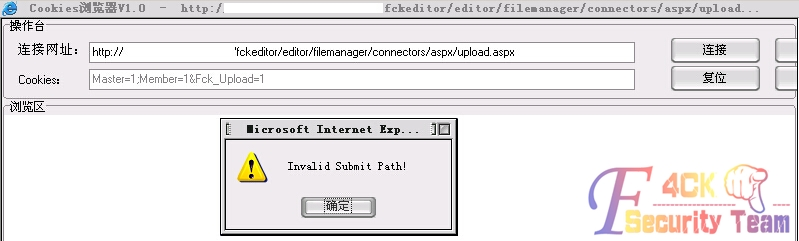 Cookies浏览器V1.0 - http:/ fckeditor/editor/filemanager/connectors/aspx/upload...
操作台
连接网址: http:// 'fckeditor/editor/filemanager/connectors/aspx/upload.aspx 连接
Cookies: Master=1;Member=1&Fck_Upload=1 复位
浏览区
Microsoft Internet Exp...
Invalid Submit Path!
确定
F4CK
Security Team